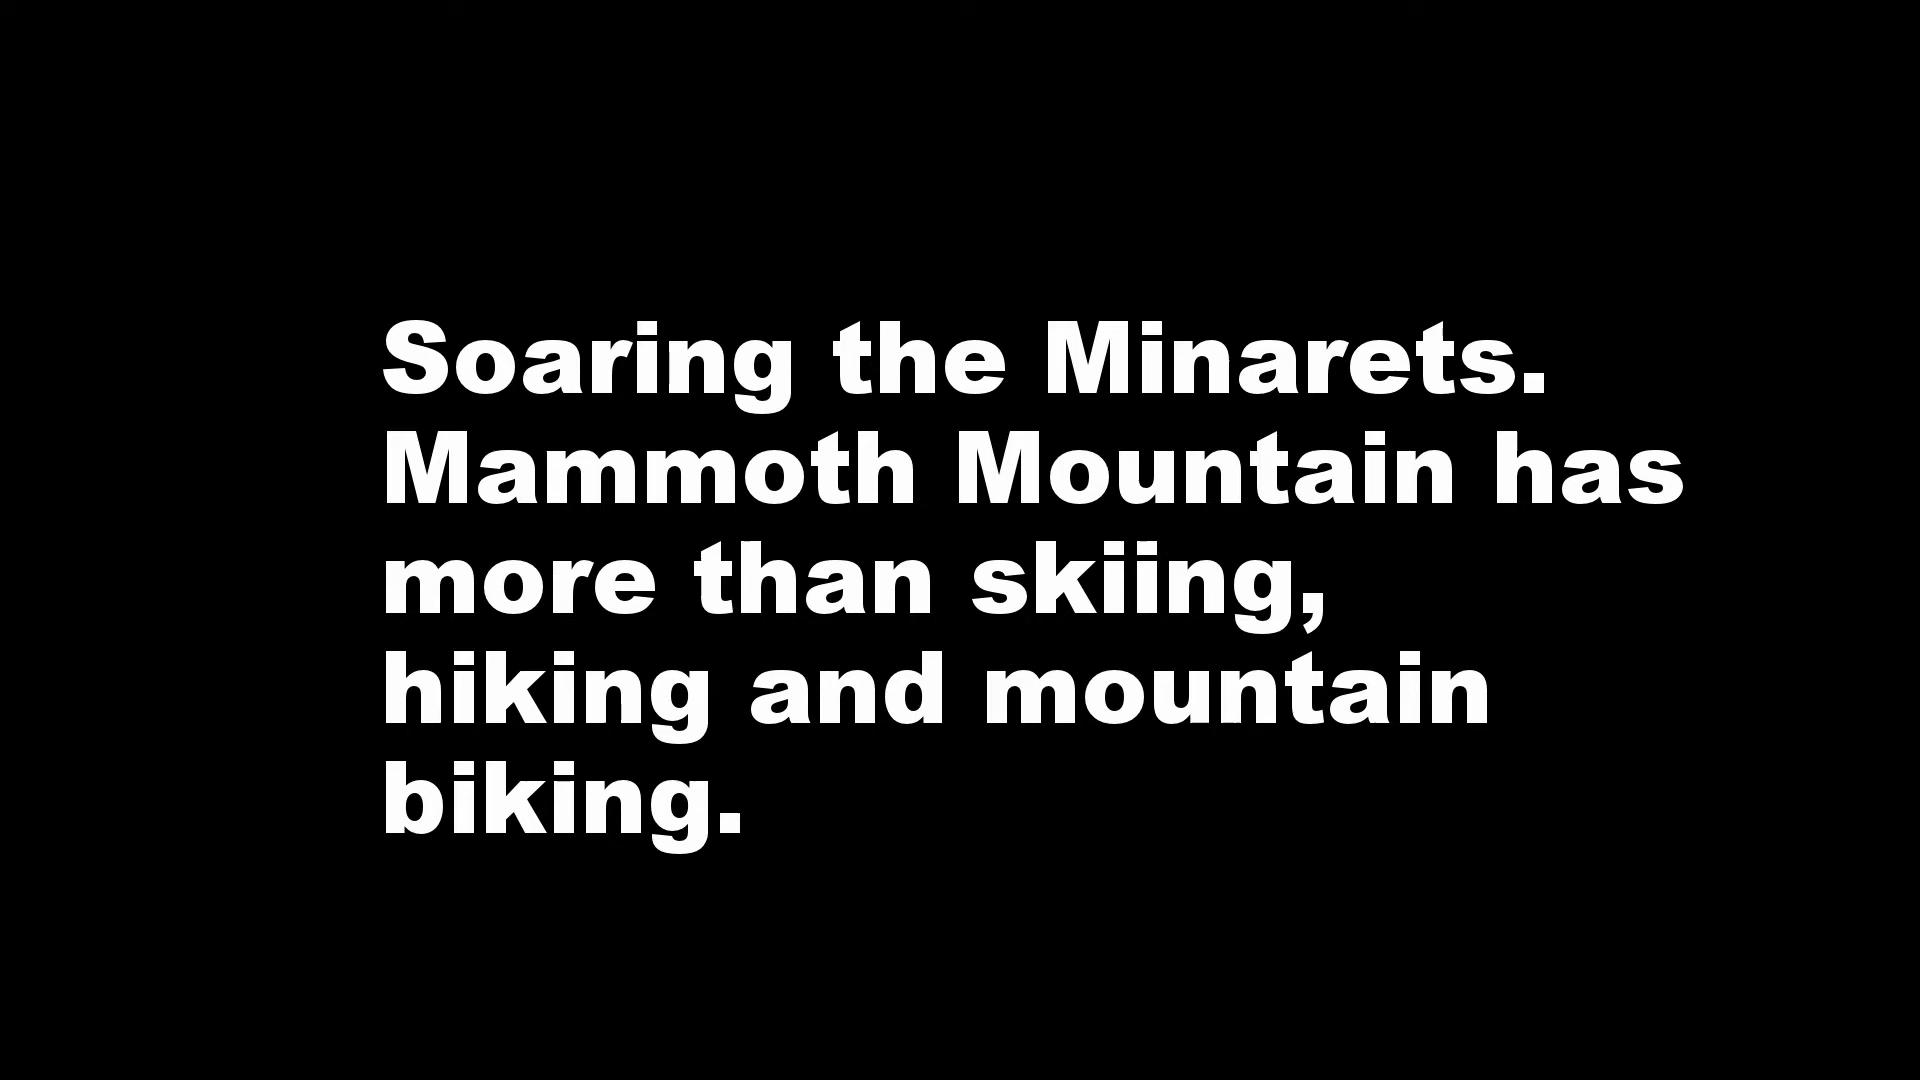 Soaring the Minarets.
Mammoth Mountain has
more than skiing,
hiking and mountain
biking.